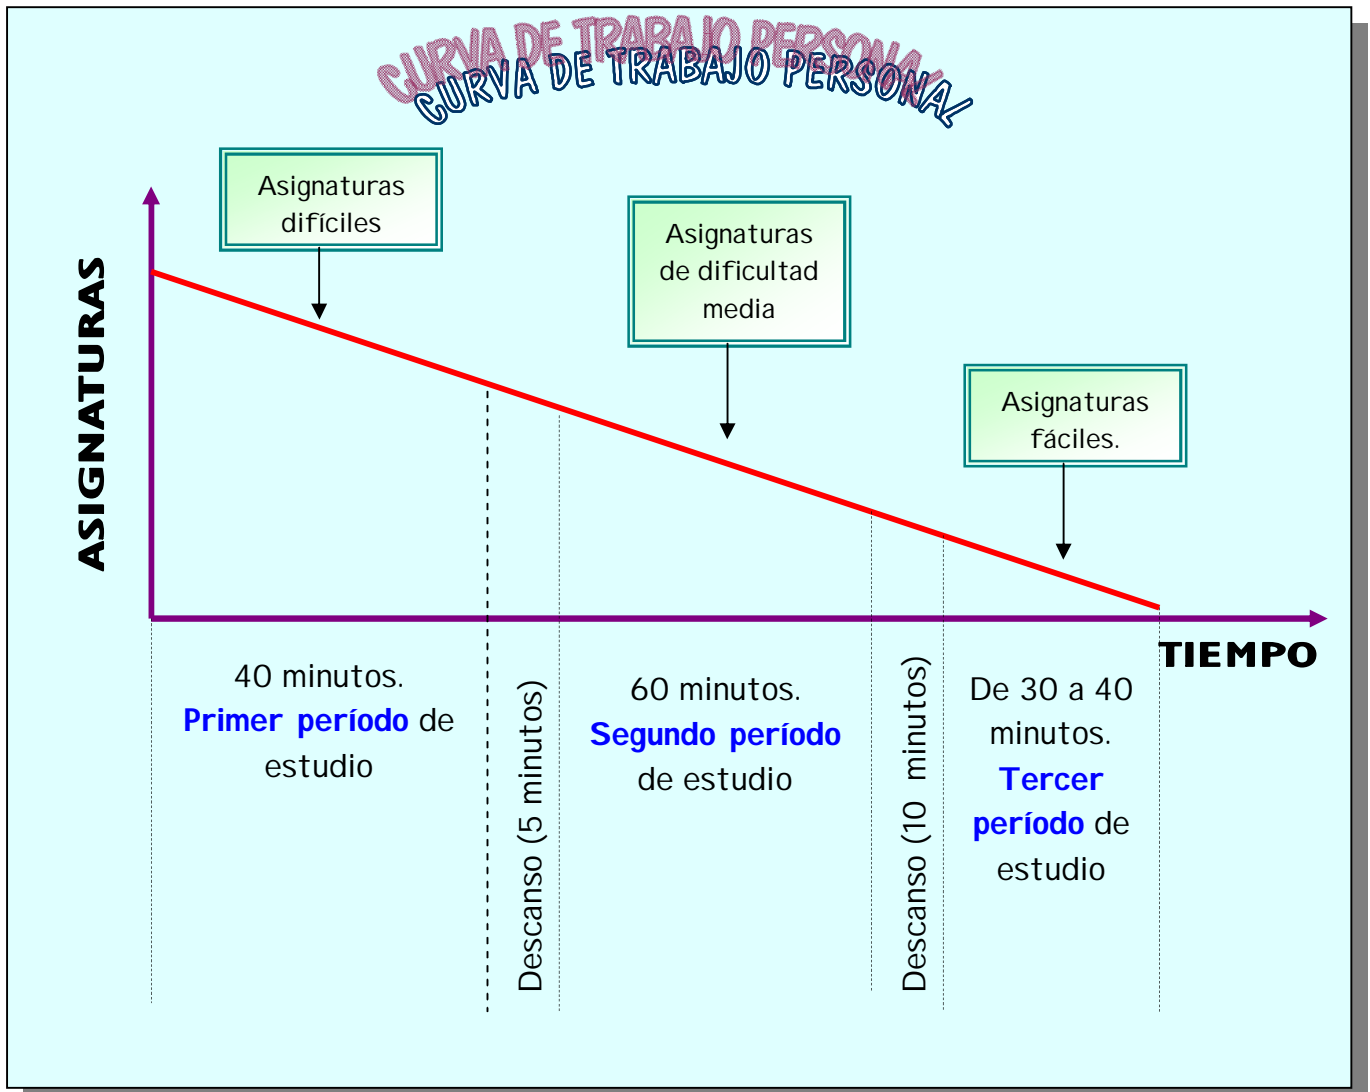 CURVA DE TRABAJO PERSONAL
Asignaturas
difíciles
Asignaturas
de dificultad
media
Asignaturas
fáciles.
ASIGNATURAS
TIEMPO
40 minutos.
Primer período de
estudio
Descanso (5 minutos)
60 minutos.
Segundo período
de estudio
Descanso (10 minutos)
De 30 a 40
minutos.
Tercer
período de
estudio